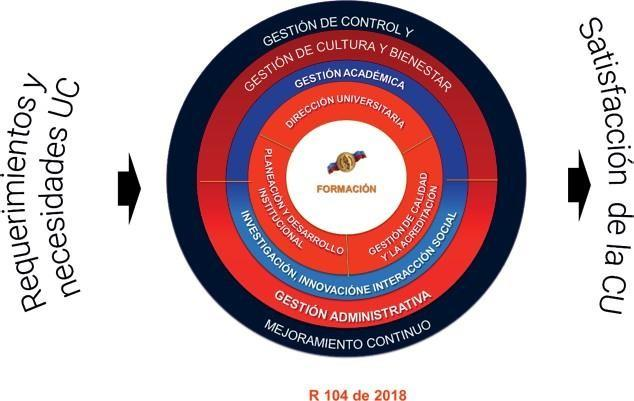 Requerimientos y
necesidades UC
GESTIÓN DE CONTROL Y
GESTIÓN DE CULTURA Y BIENESTAR
GESTIÓN ACADÉMICA
DIRECCIÓN UNIVERSITARIA
FORMACIÓN
PLANEACIÓN Y DESARROLLO
INSTITUCIONAL
GESTIÓN DE CALIDAD
Y LA ACREDITACIÓN
INVESTIGACIÓN, INNOVACIÓNE INTERACCIÓN SOCIAL
GESTIÓN ADMINISTRATIVA
MEJORAMIENTO CONTINUO
Satisfacción de la CU
R 104 de 2018